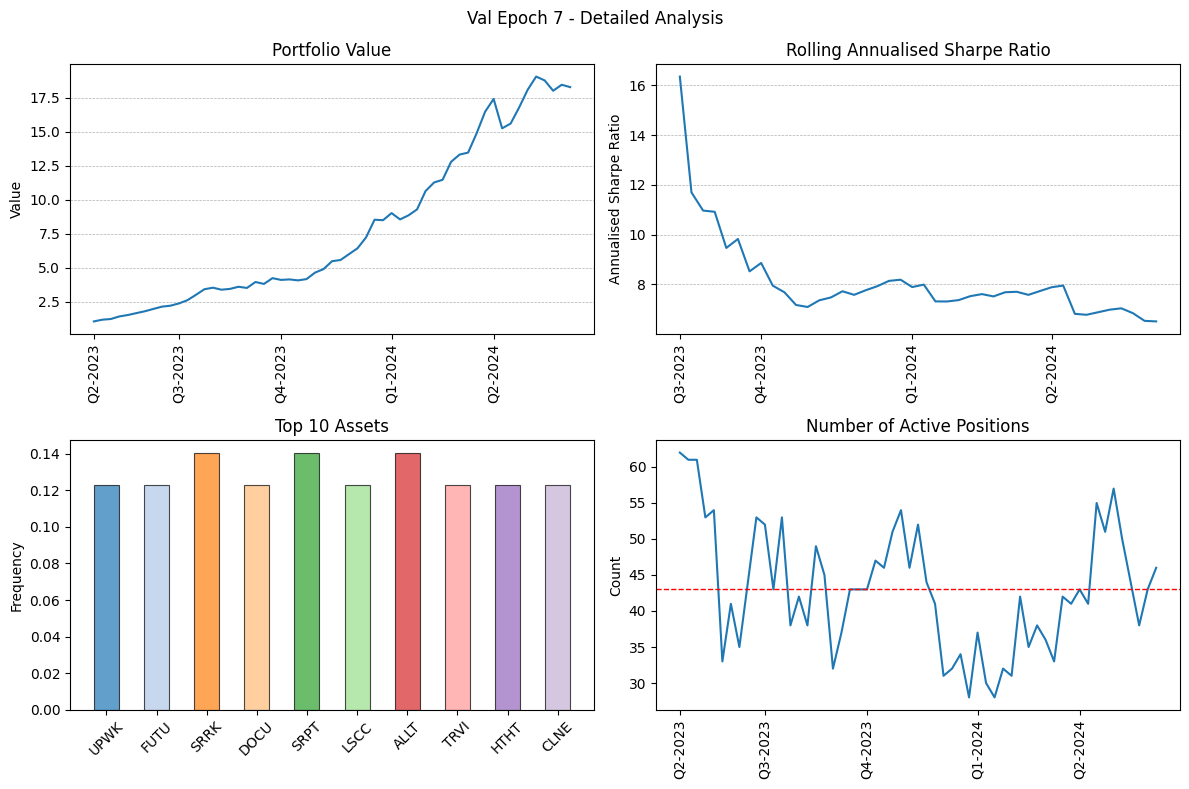 Val Epoch 7 - Detailed Analysis
Portfolio Value
Value
17.5
15.0
12.5
10.0
7.5
5.0
2.5
Q2-2023
Q3-2023
Q4-2023
Q1-2024
Q2-2024
Rolling Annualised Sharpe Ratio
Annualised Sharpe Ratio
16
14
12
10
8
Q3-2023
Q4-2023
Q1-2024
Q2-2024
Top 10 Assets
Frequency
0.14
0.12
0.10
0.08
0.06
0.04
0.02
0.00
UPWK
FUTU
SRRK
DOCU
SRPT
LSCC
ALLT
TRVI
HTHT
CLNE
Number of Active Positions
Count
60
55
50
45
40
35
30
Q2-2023
Q3-2023
Q4-2023
Q1-2024
Q2-2024